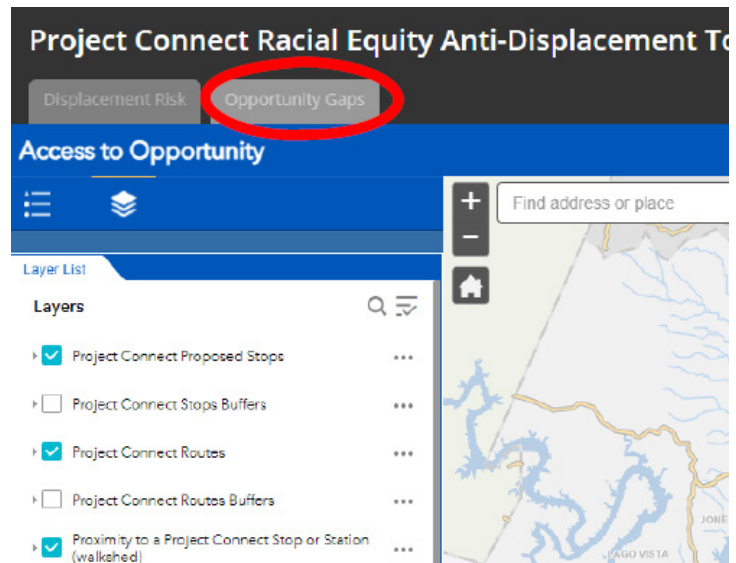 Project Connect Racial Equity Anti-Displacement To
Displacement Risk
Opportunity Gaps
Access to Opportunity
Find address or place
Layer List
Layers
Project Connect Proposed Stops
Project Connect Stops Buffers
Project Connect Routes
Project Connect Routes Buffers
Proximity to a Project Connect Stop or Station
(walkshed)
JONE
LAGO VISTA